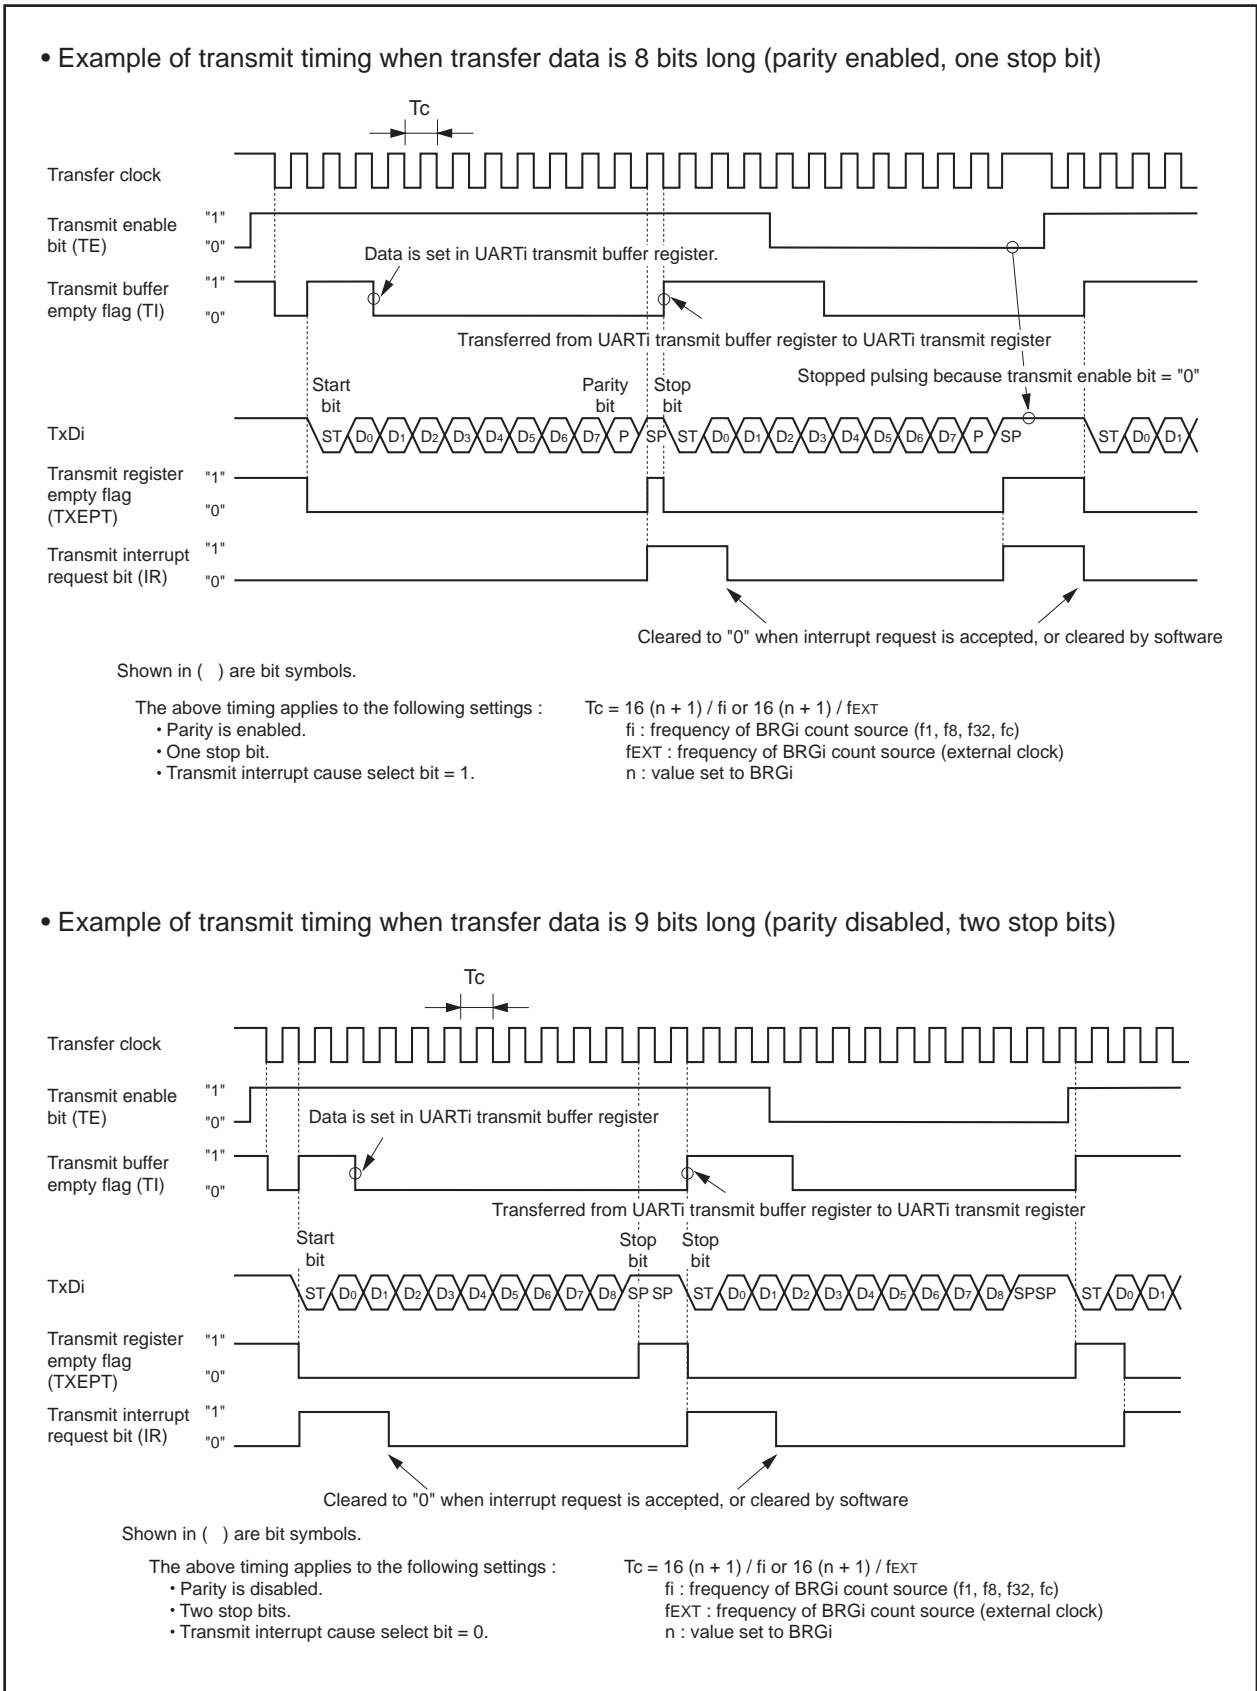 • Example of transmit timing when transfer data is 8 bits long (parity enabled, one stop bit)
Tc
Transfer clock
Transmit enable
bit (TE)
"1"
"0"
Data is set in UARTi transmit buffer register.
Transmit buffer
empty flag (TI)
"1"
"0"
Transferred from UARTi transmit buffer register to UARTi transmit register
Stopped pulsing because transmit enable bit = "0"
Start
bit
Parity
bit
Stop
bit
TxDi
ST D0 D1 D2 D3 D4 D5 D6 D7 P SP ST D0 D1 D2 D3 D4 D5 D6 D7 P SP ST D0 D1
Transmit register
empty flag
(TXEPT)
"1"
"0"
Transmit interrupt
request bit (IR)
"1"
"0"
Cleared to "0" when interrupt request is accepted, or cleared by software
Shown in ( ) are bit symbols.
The above timing applies to the following settings :
• Parity is enabled.
• One stop bit.
• Transmit interrupt cause select bit = 1.
Tc = 16 (n + 1) / fi or 16 (n + 1) / fEXT
fi : frequency of BRGi count source (f1, f8, f32, fc)
fEXT : frequency of BRGi count source (external clock)
n : value set to BRGi
• Example of transmit timing when transfer data is 9 bits long (parity disabled, two stop bits)
Tc
Transfer clock
Transmit enable
bit (TE)
"1"
"0"
Data is set in UARTi transmit buffer register
Transmit buffer
empty flag (TI)
"1"
"0"
Transferred from UARTi transmit buffer register to UARTi transmit register
Start
bit
Stop
bit
Stop
bit
TxDi
ST D0 D1 D2 D3 D4 D5 D6 D7 D8 SP SP ST D0 D1 D2 D3 D4 D5 D6 D7 D8 SPSP ST D0 D1
Transmit register
empty flag
(TXEPT)
"1"
"0"
Transmit interrupt
request bit (IR)
"1"
"0"
Cleared to "0" when interrupt request is accepted, or cleared by software
Shown in ( ) are bit symbols.
The above timing applies to the following settings :
• Parity is disabled.
• Two stop bits.
• Transmit interrupt cause select bit = 0.
Tc = 16 (n + 1) / fi or 16 (n + 1) / fEXT
fi : frequency of BRGi count source (f1, f8, f32, fc)
fEXT : frequency of BRGi count source (external clock)
n : value set to BRGi